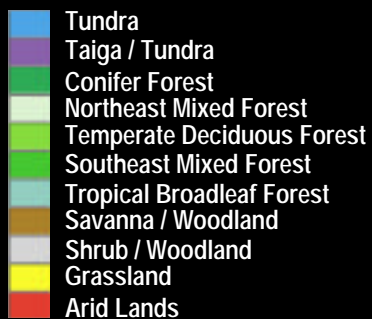 Tundra
Taiga / Tundra
Conifer Forest
Northeast Mixed Forest
Temperate Deciduous Forest
Southeast Mixed Forest
Tropical Broadleaf Forest
Savanna / Woodland
Shrub / Woodland
Grassland
Arid Lands